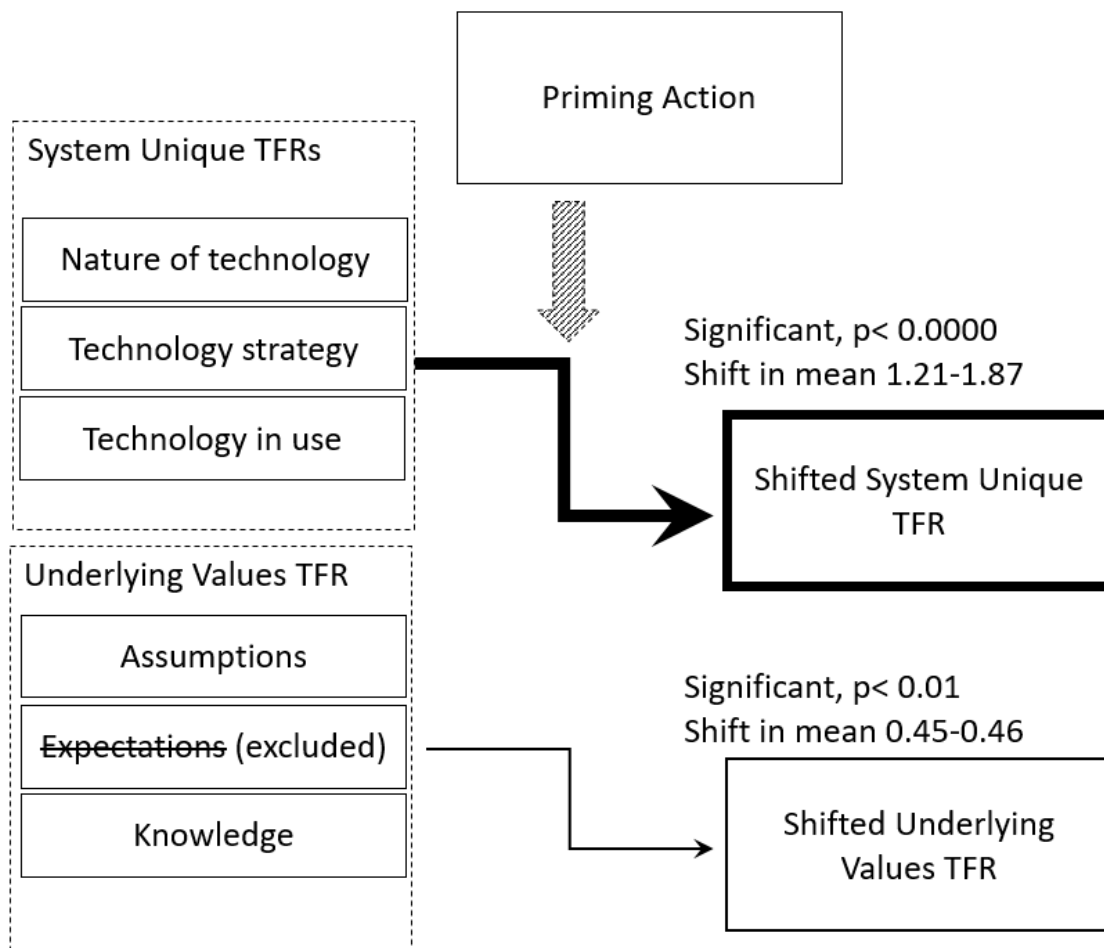 Priming Action
System Unique TFRs
Nature of technology
Technology strategy
Technology in use
Significant, p< 0.0000
Shift in mean 1.21-1.87
Shifted System Unique
TFR
Underlying Values TFR
Assumptions
Expectations (excluded)
Knowledge
Significant, p< 0.01
Shift in mean 0.45-0.46
Shifted Underlying
Values TFR